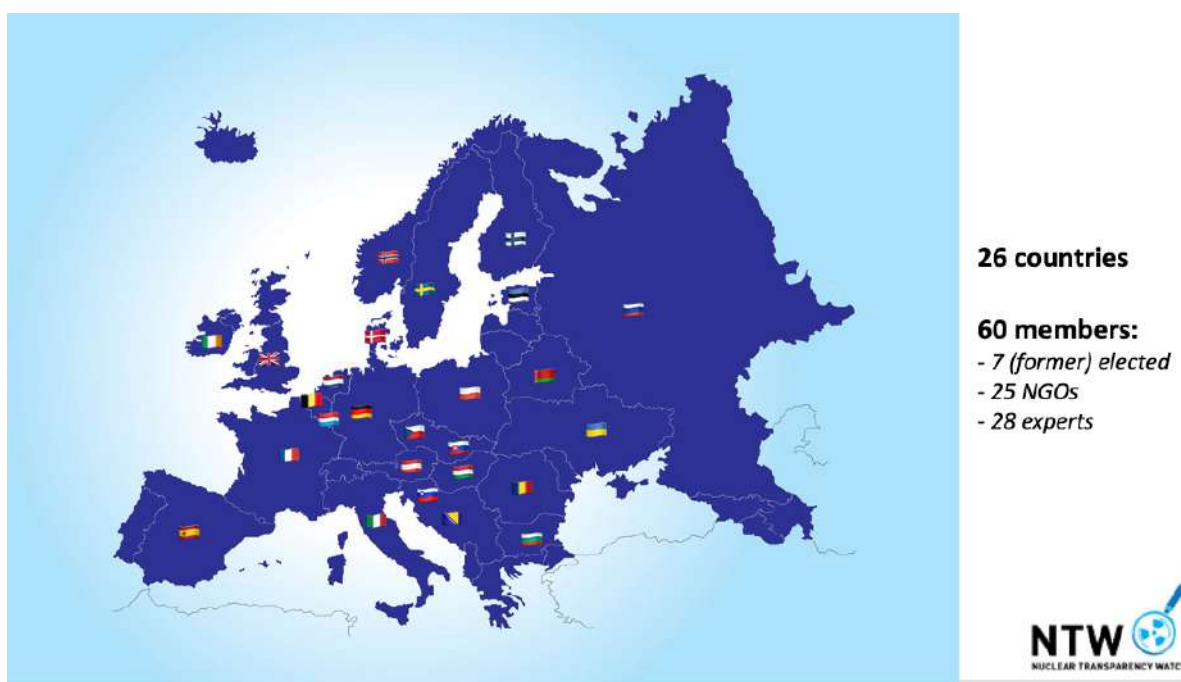 26 countries
60 members:
- 7 (former) elected
- 25 NGOs
- 28 experts
NTW
NUCLEAR TRANSPARENCY WATC